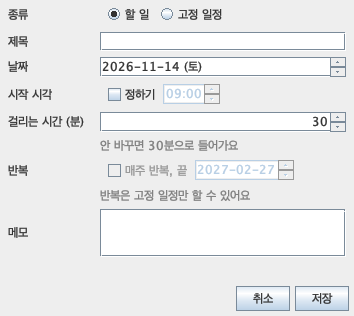 종류 할 일 고정 일정
제목
날짜 2026-11-14 (토)
시작 시각 정하기 09:00
걸리는 시간 (분) 30
안 바꾸면 30분으로 들어가요
반복 매주 반복, 끝 2027-02-27
반복은 고정 일정만 할 수 있어요
메모
취소 저장